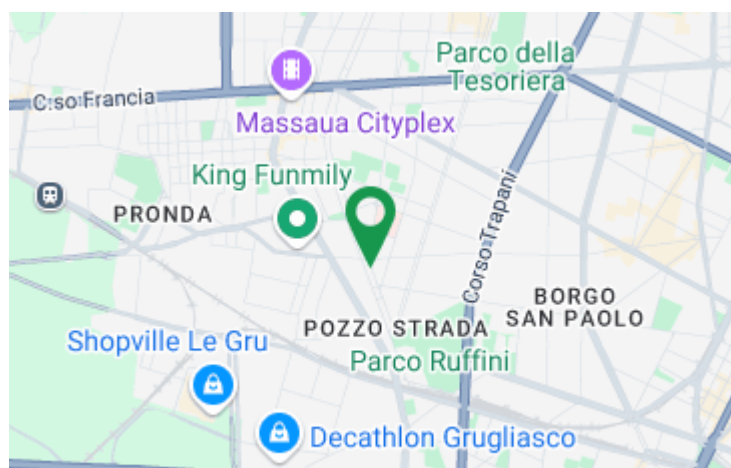 Parco della
Tesoriera
C.so Francia
Massaua Cityplex
King Funmily
PRONDA
Corso Trapani
BORGO
SAN PAOLO
POZZO STRADA
Shopville Le Gru
Parco Ruffini
Decathlon Grugliasco